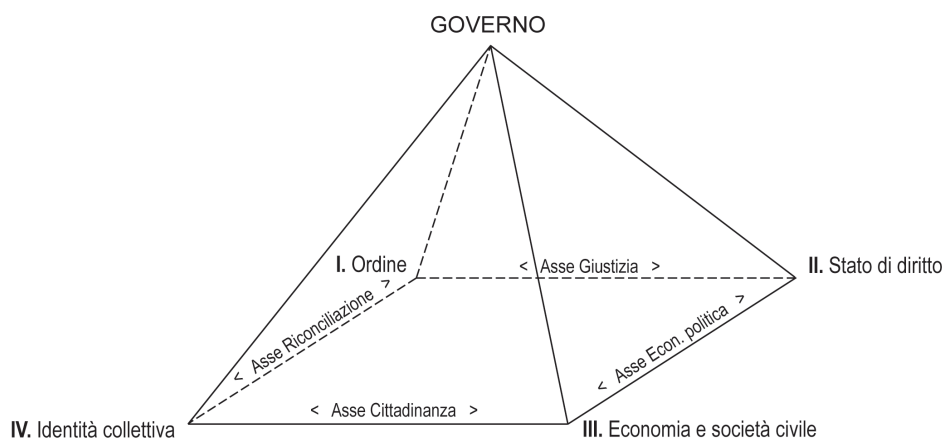 GOVERNO
I. Ordine
< Asse Giustizia >
II. Stato di diritto
< Asse Riconciliazione >
< Asse Econ. politica >
< Asse Cittadinanza >
IV. Identità collettiva
III. Economia e società civile